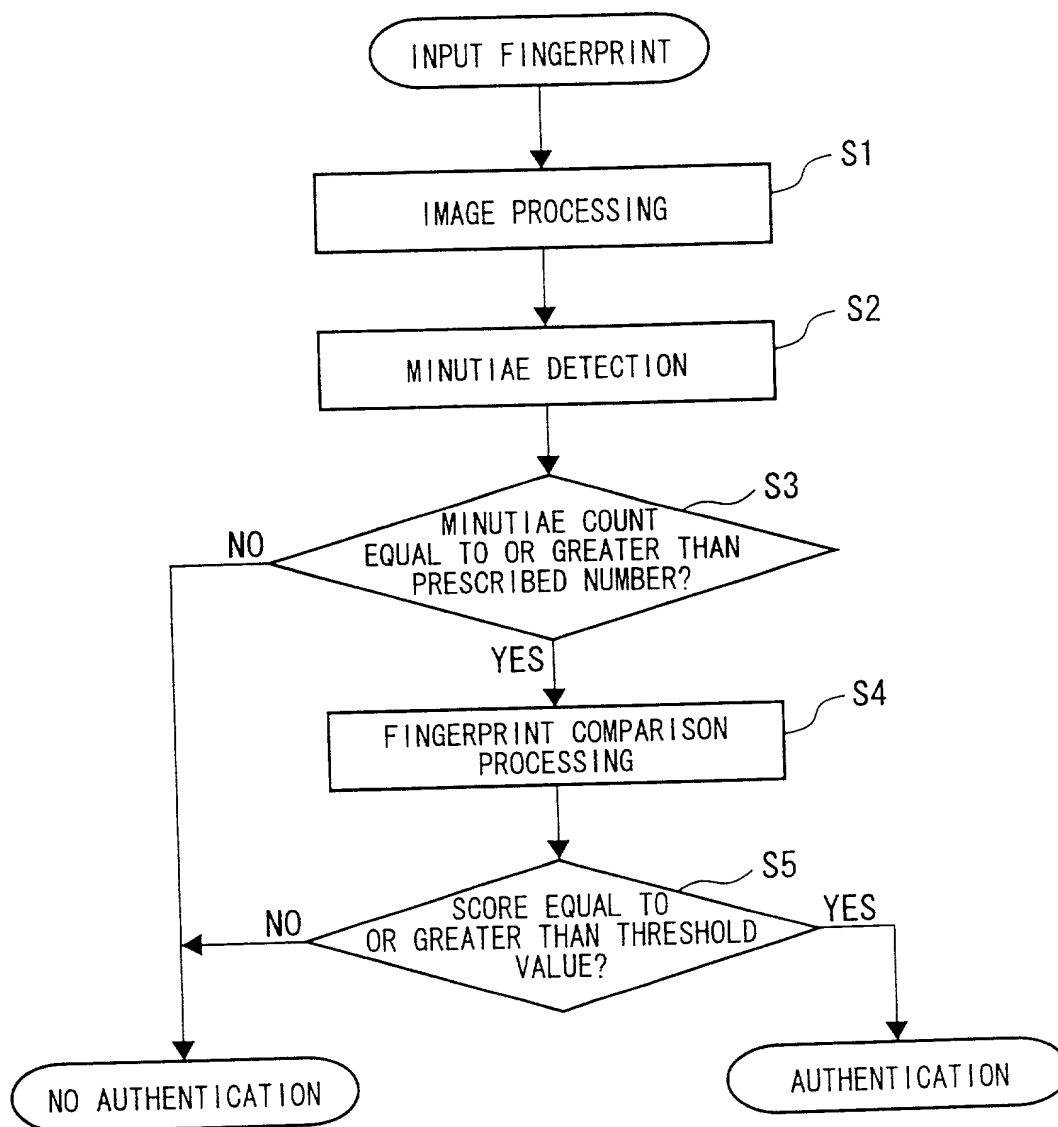 INPUT FINGERPRINT
S1
IMAGE PROCESSING
S2
MINUTIAE DETECTION
S3
MINUTIAE COUNT
EQUAL TO OR GREATER THAN
PRESCRIBED NUMBER?
NO
YES
S4
FINGERPRINT COMPARISON
PROCESSING
S5
SCORE EQUAL TO
OR GREATER THAN THRESHOLD
VALUE?
NO
YES
NO AUTHENTICATION
AUTHENTICATION